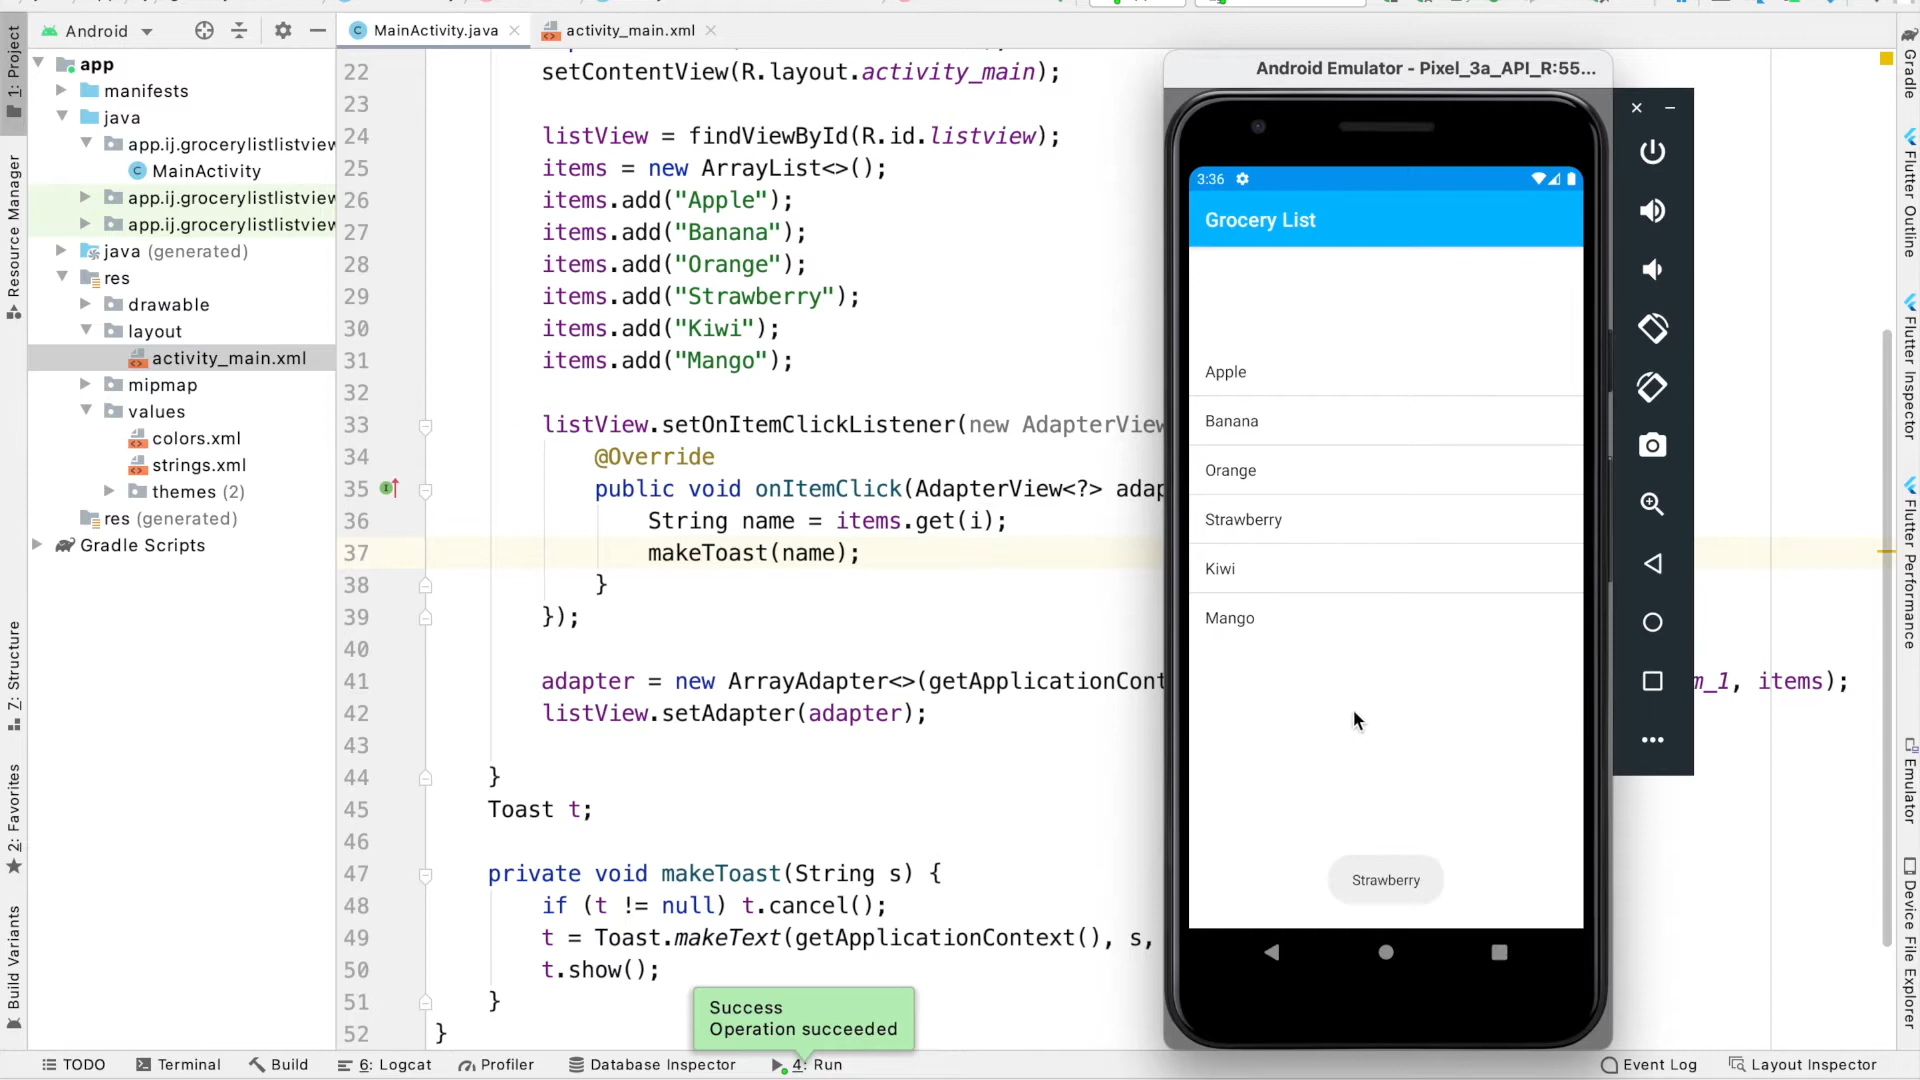 Android
MainActivity.java
activity_main.xml
1: Project
Resource Manager
7: Structure
2: Favorites
Build Variants
app
manifests
java
app.ij.grocerylistlistview
MainActivity
app.ij.grocerylistlistview
app.ij.grocerylistlistview
java (generated)
res
drawable
layout
activity_main.xml
mipmap
values
colors.xml
strings.xml
themes (2)
res (generated)
Gradle Scripts
22 setContentView(R.layout.activity_main);
23
24 listView = findViewById(R.id.listview);
25 items = new ArrayList<>();
26 items.add("Apple");
27 items.add("Banana");
28 items.add("Orange");
29 items.add("Strawberry");
30 items.add("Kiwi");
31 items.add("Mango");
32
33 listView.setOnItemClickListener(new AdapterView
34 @Override
35 public void onItemClick(AdapterView<?> adap
36 String name = items.get(i);
37 makeToast(name);
38 }
39 });
40
41 adapter = new ArrayAdapter<>(getApplicationCont m_1, items);
42 listView.setAdapter(adapter);
43
44 }
45 Toast t;
46
47 private void makeToast(String s) {
48 if (t != null) t.cancel();
49 t = Toast.makeText(getApplicationContext(), s,
50 t.show();
51 }
52 }
Success
Operation succeeded
Android Emulator - Pixel_3a_API_R:55...
3:36
Grocery List
Apple
Banana
Orange
Strawberry
Kiwi
Mango
Strawberry
Gradle
Flutter Outline
Flutter Inspector
Flutter Performance
Emulator
Device File Explorer
TODO
Terminal
Build
6: Logcat
Profiler
Database Inspector
4: Run
Event Log
Layout Inspector